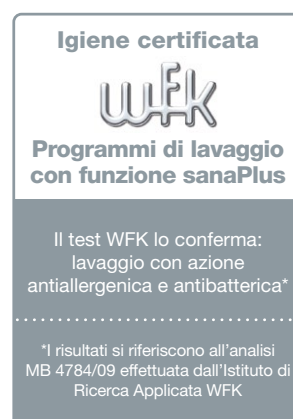 Igiene certificata
wfk
Programmi di lavaggio
con funzione sanaPlus
Il test WFK lo conferma:
lavaggio con azione
antiallergenica e antibatterica*
*I risultati si riferiscono all'analisi
MB 4784/09 effettuata dall'Istituto di
Ricerca Applicata WFK